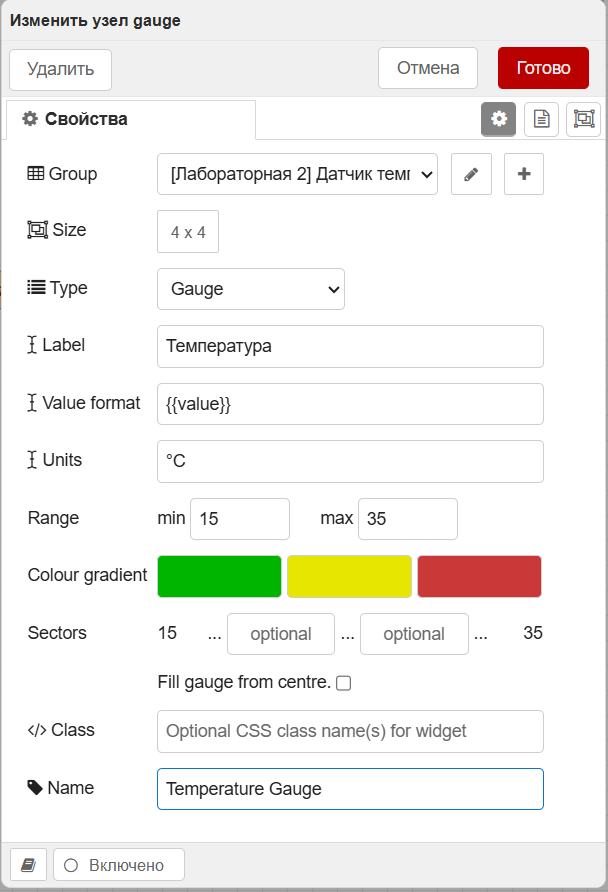 Изменить узел gauge
Удалить Отмена Готово
Свойства
Group [Лабораторная 2] Датчик темп
Size 4 x 4
Type Gauge
Label Температура
Value format {{value}}
Units °C
Range min 15 max 35
Colour gradient
Sectors 15 ... optional ... optional ... 35
Fill gauge from centre.
</> Class Optional CSS class name(s) for widget
Name Temperature Gauge
Включено